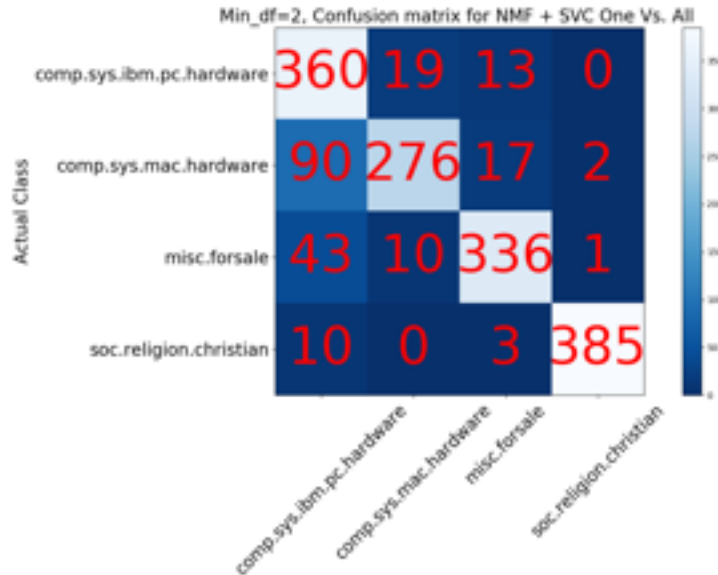 Min_df=2, Confusion matrix for NMF + SVC One Vs. All
comp.sys.ibm.pc.hardware 360 19 13 0
comp.sys.mac.hardware 90 276 17 2
misc.forsale 43 10 336 1
soc.religion.christian 10 0 3 385
Actual Class
comp.sys.ibm.pc.hardware
comp.sys.mac.hardware
misc.forsale
soc.religion.christian